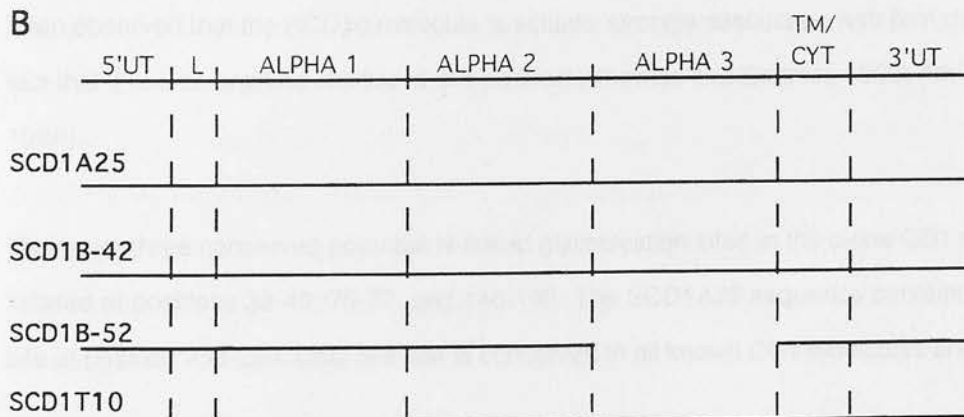 B
TM/
5'UT L ALPHA 1 ALPHA 2 ALPHA 3 CYT 3'UT
SCD1A25
SCD1B-42
SCD1B-52
SCD1T10